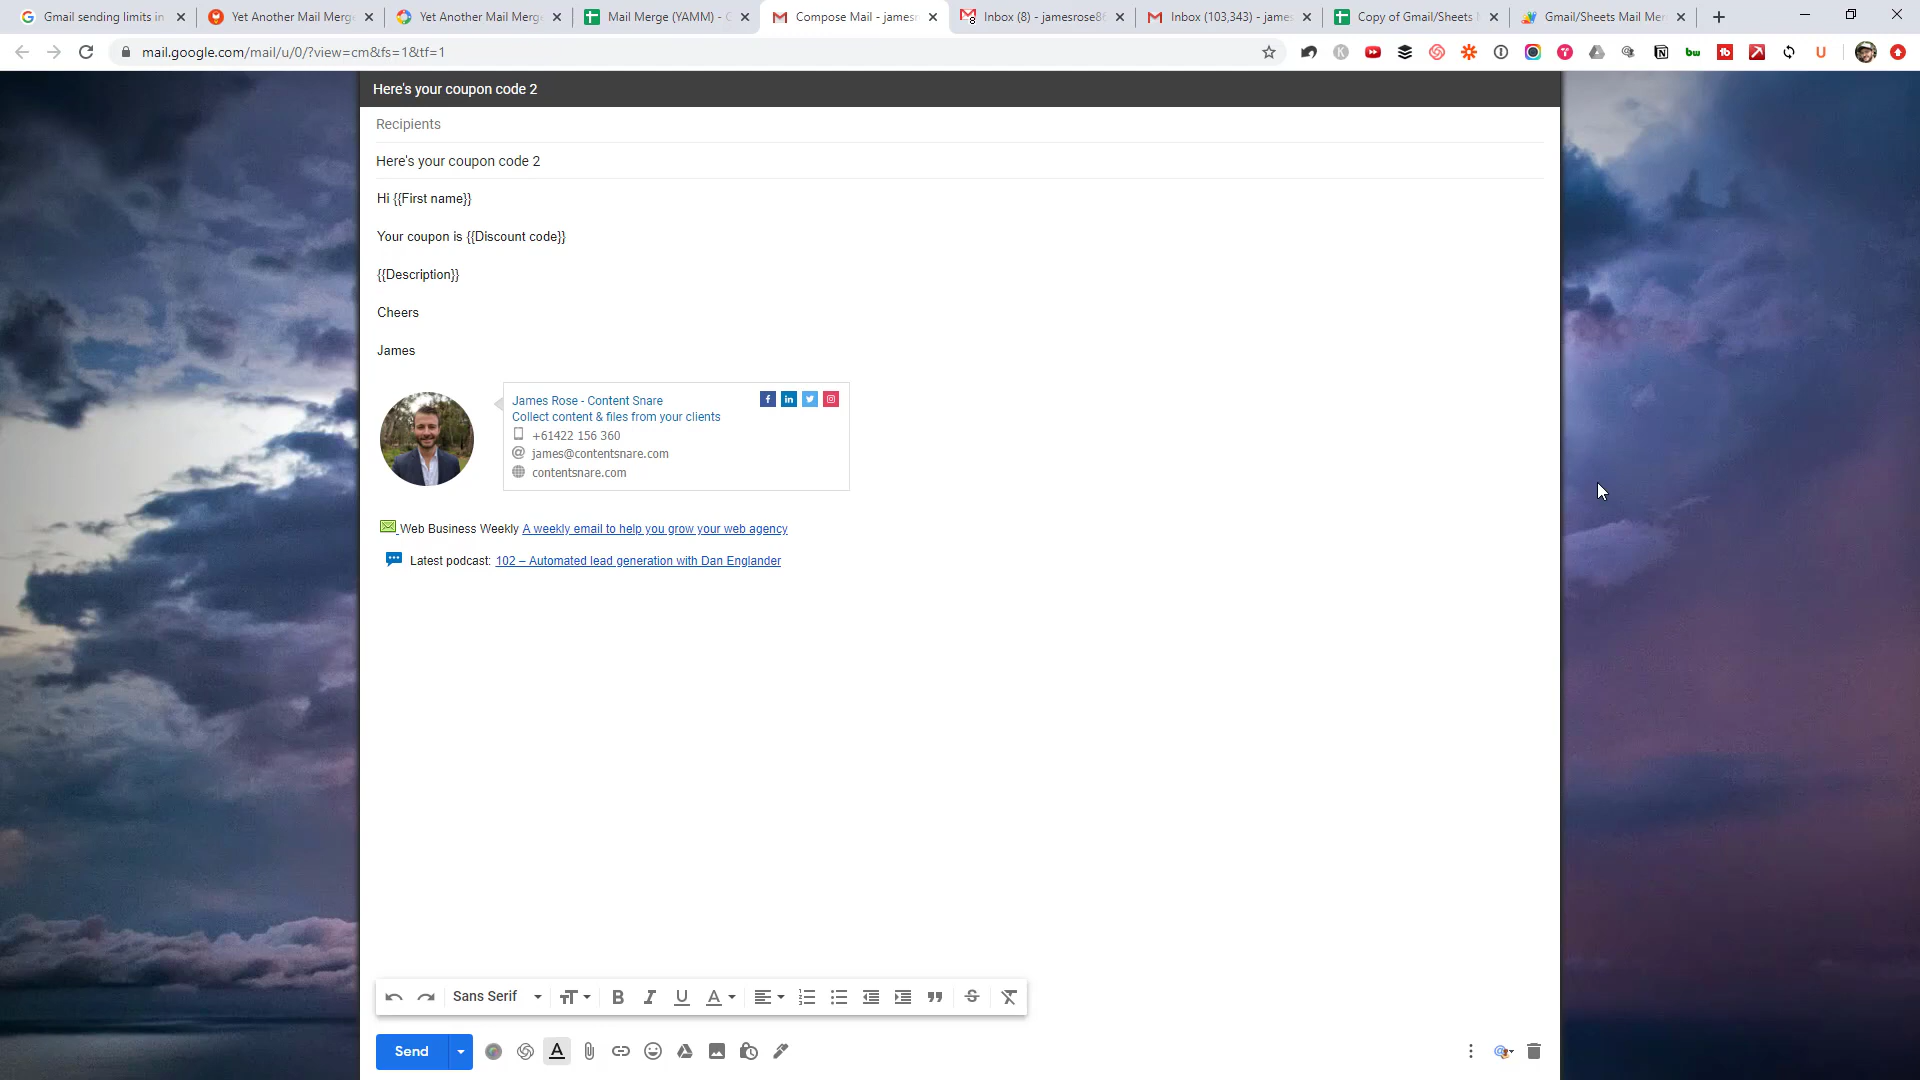 Gmail sending limits in
Yet Another Mail Merg
Yet Another Mail Merg
Mail Merge (YAMM) -
Compose Mail - james
Inbox (8) - jamesrose8
Inbox (103,343) - james
Copy of Gmail/Sheets
Gmail/Sheets Mail Me
mail.google.com/mail/u/0/?view=cm&fs=1&tf=1
Here's your coupon code 2
Recipients
Here's your coupon code 2
Hi {{First name}}
Your coupon is {{Discount code}}
{{Description}}
Cheers
James
James Rose - Content Snare
Collect content & files from your clients
+61422 156 360
james@contentsnare.com
contentsnare.com
Web Business Weekly A weekly email to help you grow your web agency
Latest podcast: 102 – Automated lead generation with Dan Englander
Sans Serif
Send